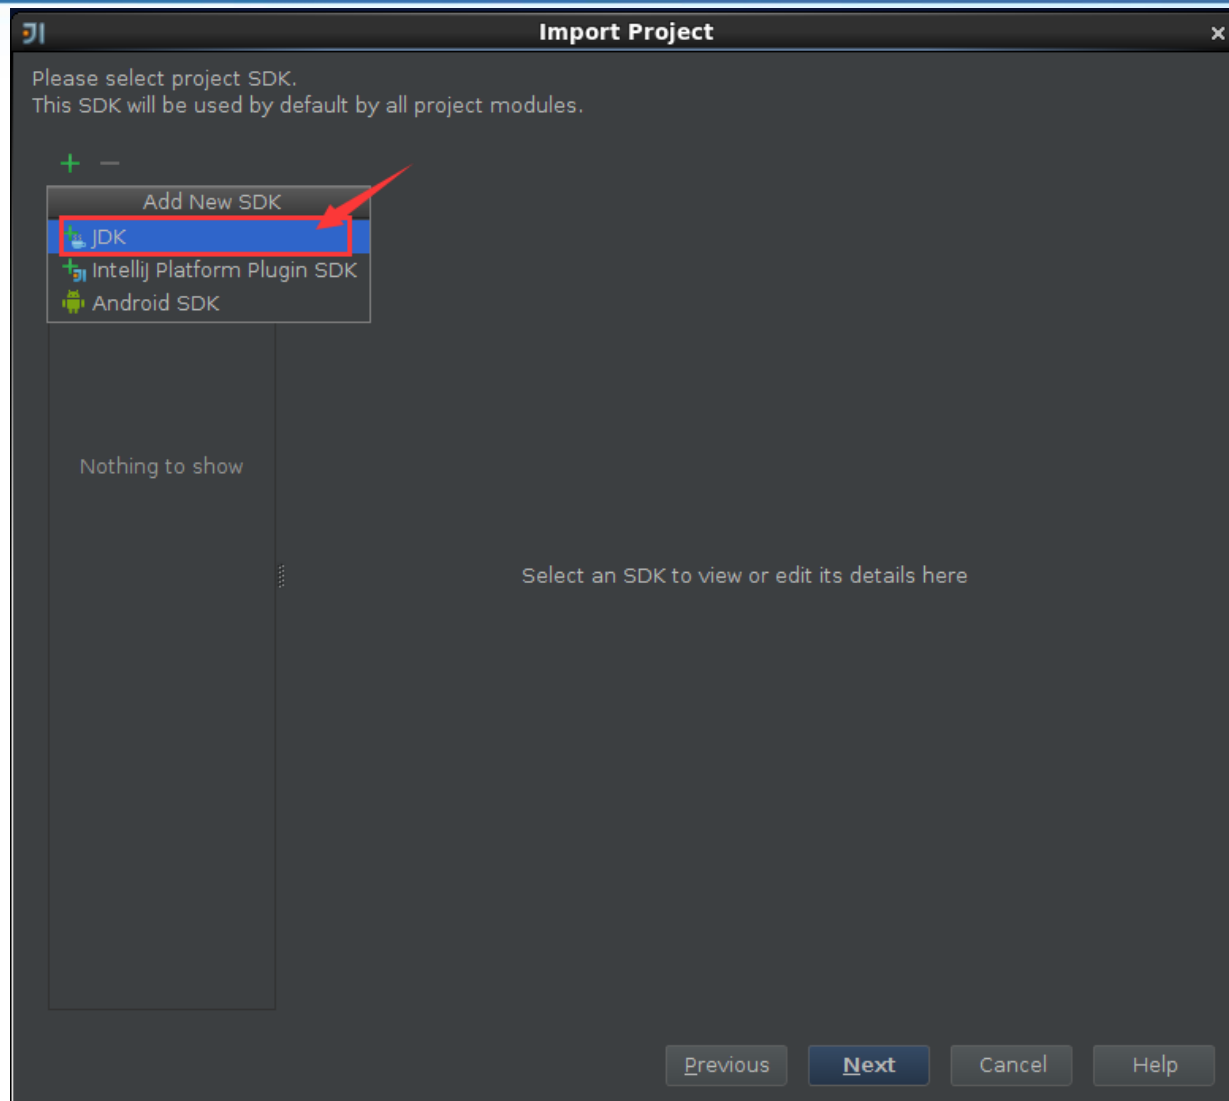 Import Project
Please select project SDK.
This SDK will be used by default by all project modules.
Add New SDK
JDK
IntelliJ Platform Plugin SDK
Android SDK
Nothing to show
Select an SDK to view or edit its details here
Previous
Next
Cancel
Help